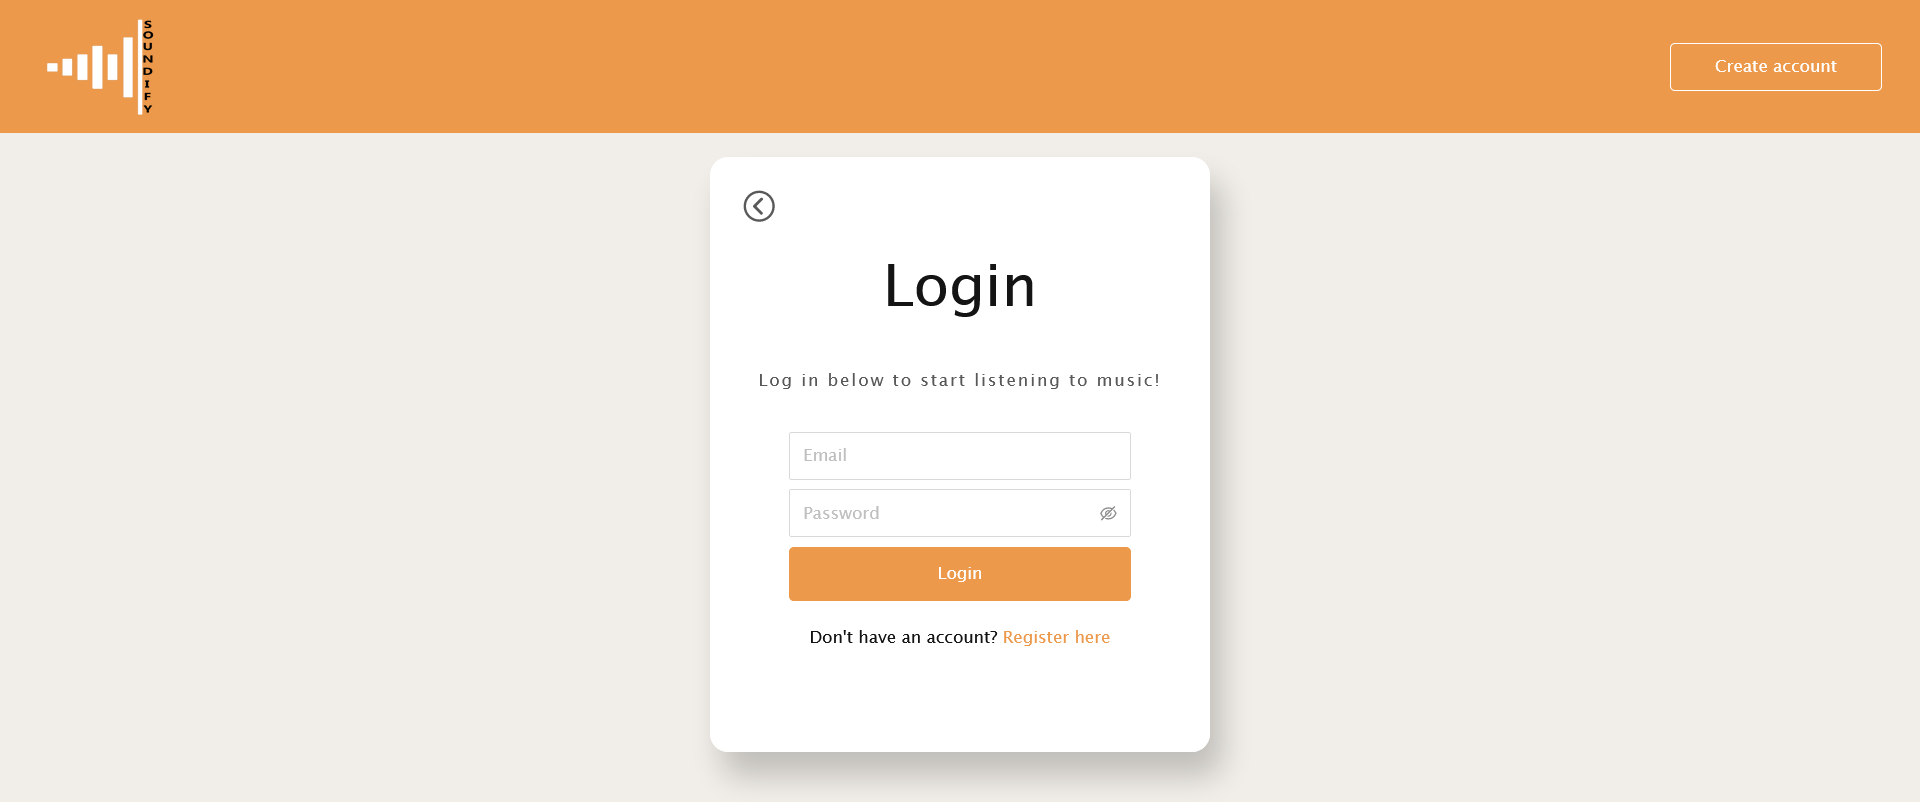 SOUNDIFY
Create account
Login
Log in below to start listening to music!
Email
Password
Login
Don't have an account? Register here